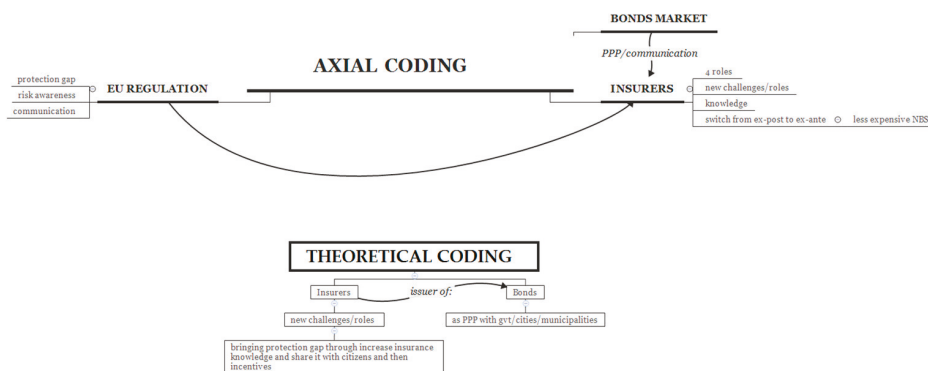 BONDS MARKET
PPP/communication
AXIAL CODING
protection gap
risk awareness
communication
EU REGULATION
INSURERS
4 roles
new challenges/roles
knowledge
switch from ex-post to ex-ante
less expensive NBS
THEORETICAL CODING
Insurers
issuer of:
Bonds
new challenges/roles
as PPP with gvt/cities/municipalities
bringing protection gap through increase insurance
knowledge and share it with citizens and then
incentives